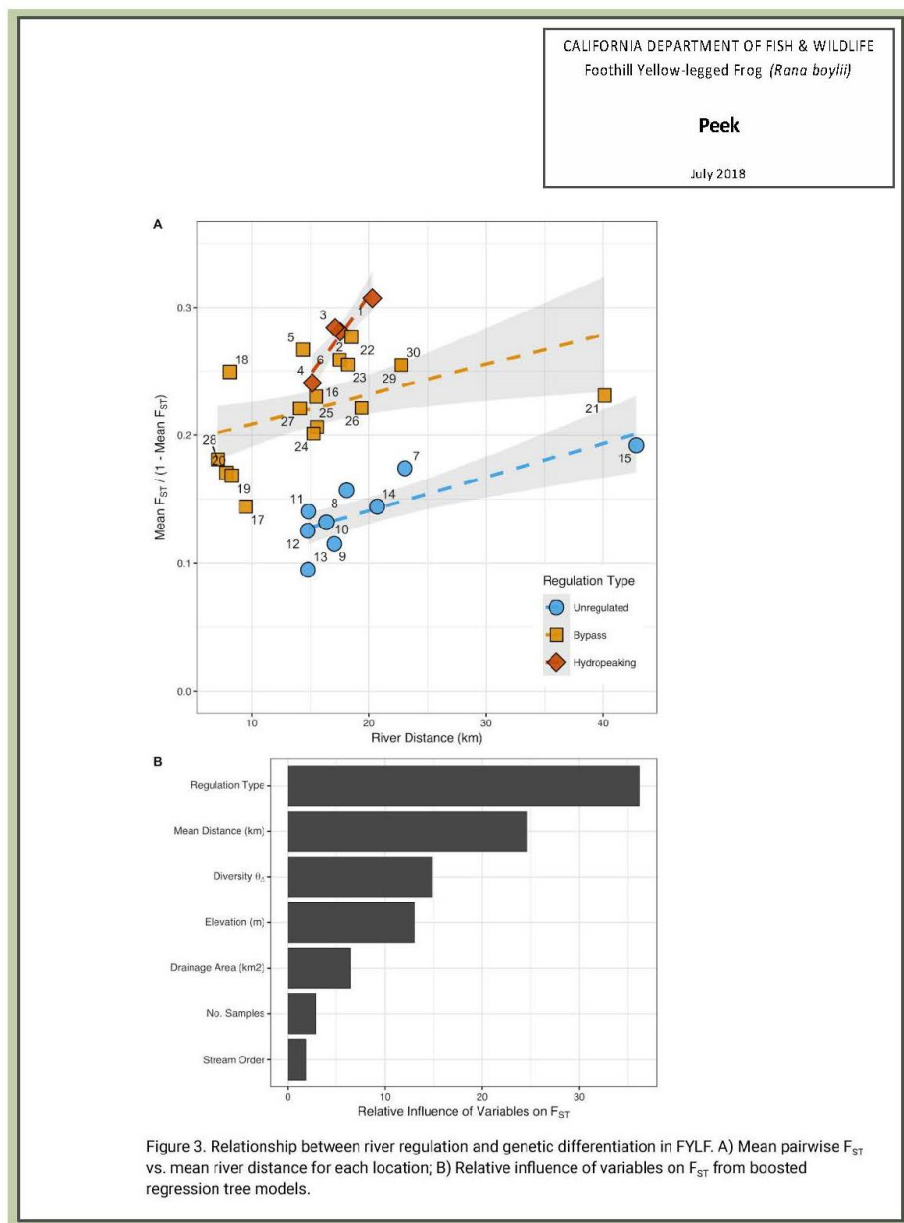 CALIFORNIA DEPARTMENT OF FISH & WILDLIFE
Foothill Yellow-legged Frog (Rana boylii)
Peek
July 2018
A
Mean FST / (1 - Mean FST)
0.3
0.2
0.1
0.0
1
3
2
5
22
6
30
18
4
23
29
16
27
25
26
21
24
28
20
19
17
7
15
11
8
14
10
12
13
9
Regulation Type
Unregulated
Bypass
Hydropeaking
10
20
30
40
River Distance (km)
B
Regulation Type
Mean Distance (km)
Diversity θ
Elevation (m)
Drainage Area (km2)
No. Samples
Stream Order
0
10
20
30
Relative Influence of Variables on FST
Figure 3. Relationship between river regulation and genetic differentiation in FYLF. A) Mean pairwise FST
vs. mean river distance for each location; B) Relative influence of variables on FST from boosted
regression tree models.